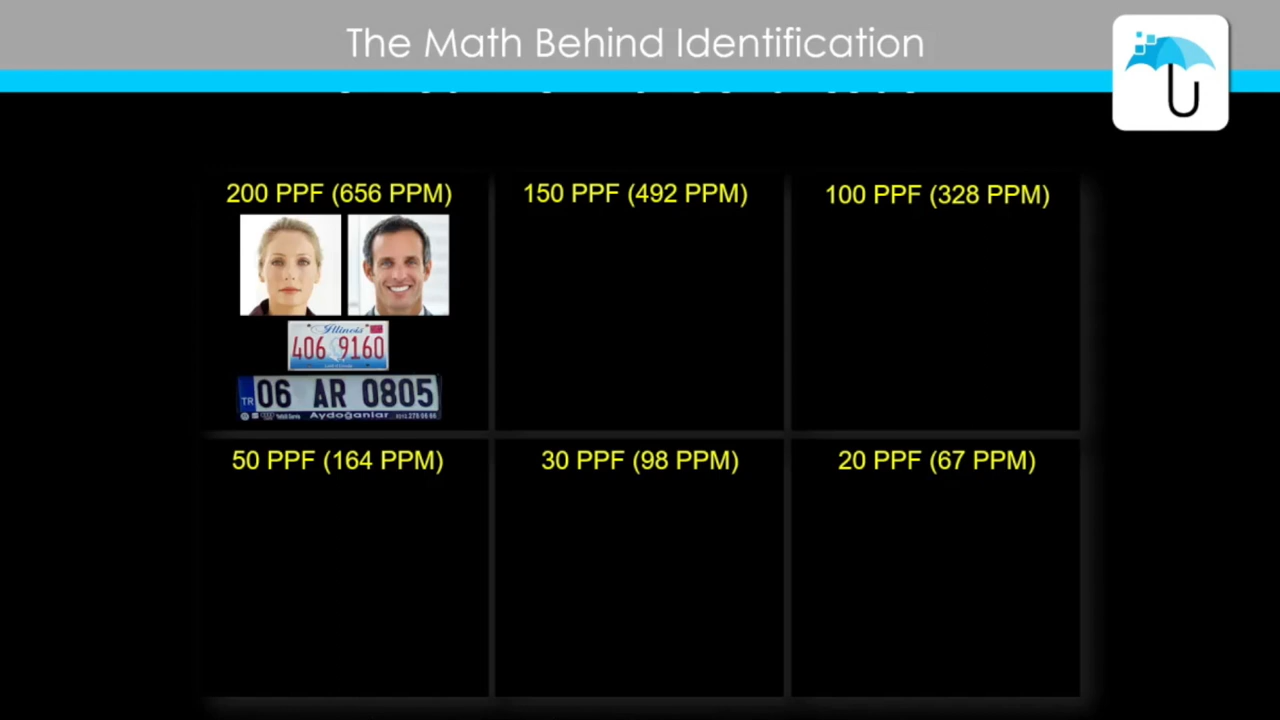 The Math Behind Identification
200 PPF (656 PPM)
150 PPF (492 PPM)
100 PPF (328 PPM)
Illinois
406 9160
TR 06 AR 0805
Aydoğanlar
50 PPF (164 PPM)
30 PPF (98 PPM)
20 PPF (67 PPM)